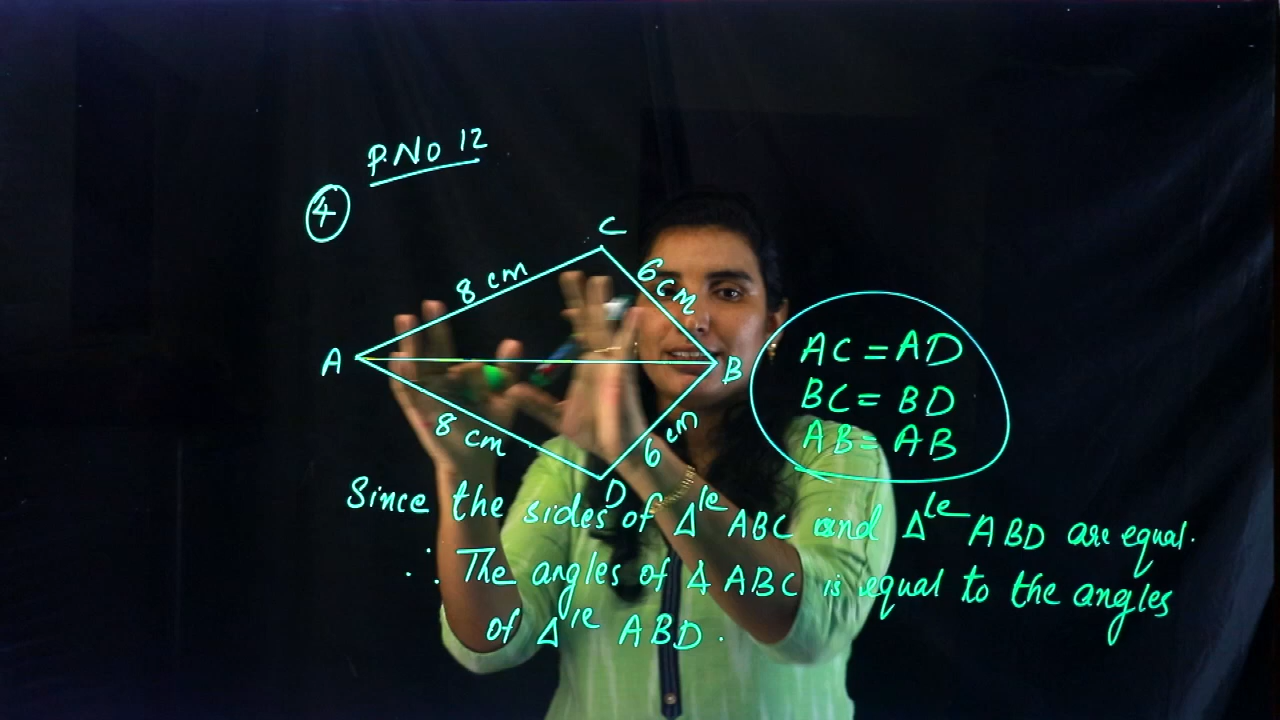 P.NO 12
4
C
8 cm
6 cm
A
B
8 cm
6 cm
D
AC = AD
BC = BD
AB = AB
Since the sides of Δle ABC and Δle ABD are equal.
∴ The angles of Δ ABC is equal to the angles
of Δle ABD.